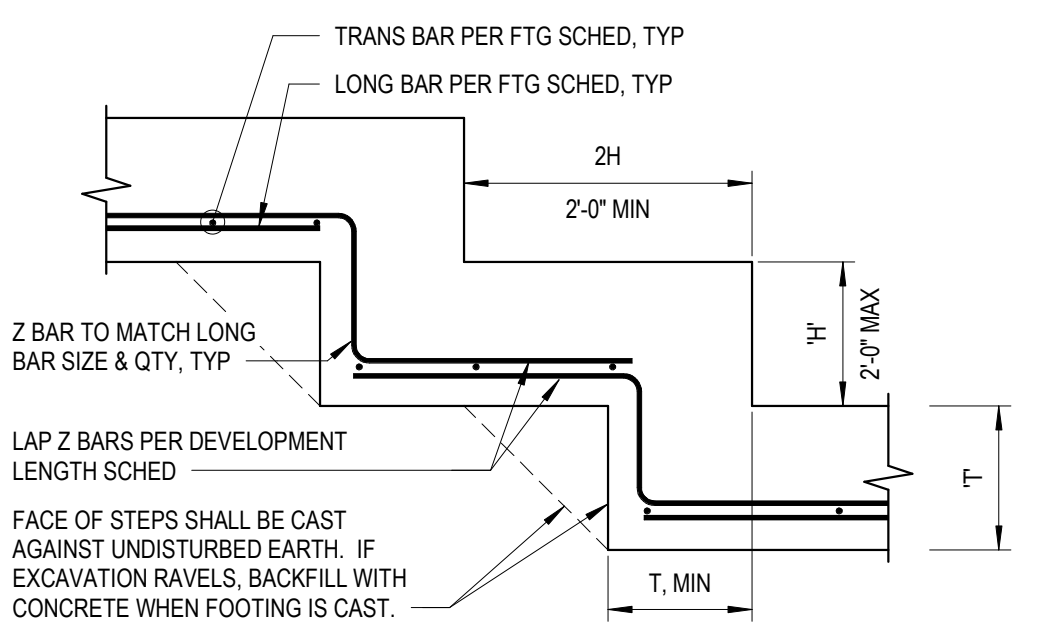 TRANS BAR PER FTG SCHED, TYP
LONG BAR PER FTG SCHED, TYP
2H
2'-0" MIN
'H'
2'-0" MAX
Z BAR TO MATCH LONG
BAR SIZE & QTY, TYP
LAP Z BARS PER DEVELOPMENT
LENGTH SCHED
'T'
FACE OF STEPS SHALL BE CAST
AGAINST UNDISTURBED EARTH. IF
EXCAVATION RAVELS, BACKFILL WITH
CONCRETE WHEN FOOTING IS CAST.
T, MIN